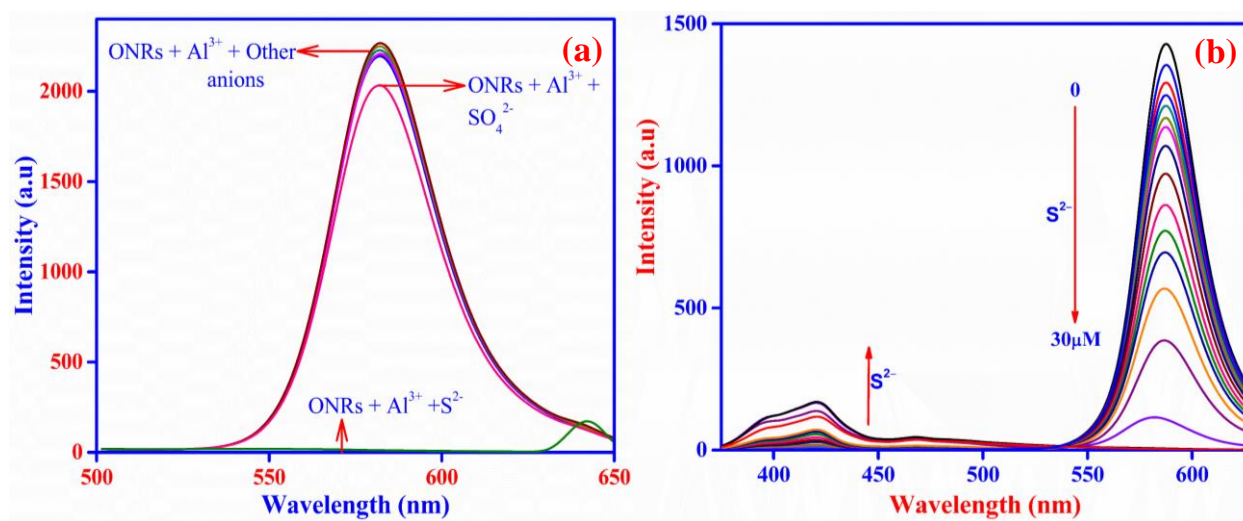 (a)
ONRs + Al³⁺ + Other
anions
ONRs + Al³⁺ +
SO₄²⁻
ONRs + Al³⁺ +S²⁻
Intensity (a.u)
2000
1500
1000
500
0
500
550
600
650
Wavelength (nm)
(b)
0
S²⁻
30μM
S²⁻
Intensity (a.u)
1500
1000
500
0
400
450
500
550
600
Wavelength (nm)